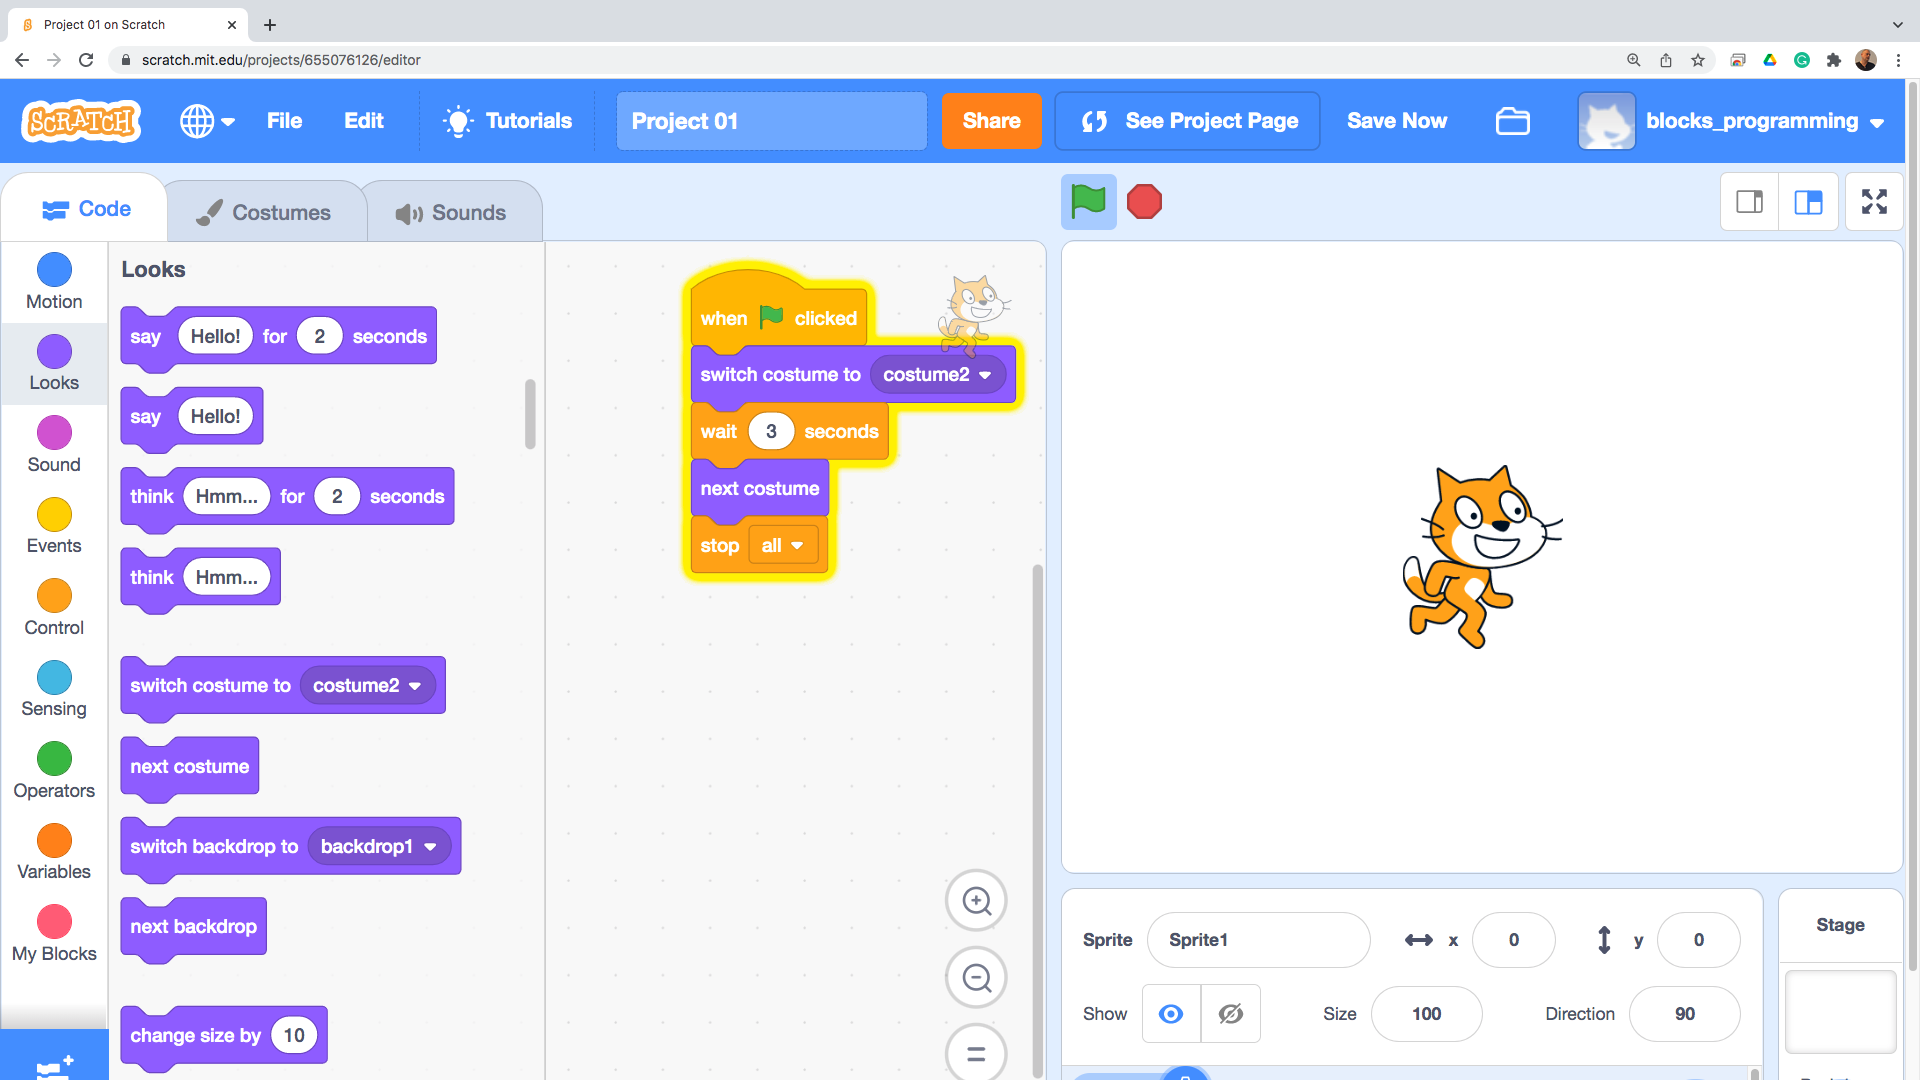 Project 01 on Scratch
scratch.mit.edu/projects/655076126/editor
SCRATCH
File
Edit
Tutorials
Project 01
Share
See Project Page
Save Now
blocks_programming
Code
Costumes
Sounds
Motion
Looks
Sound
Events
Control
Sensing
Operators
Variables
My Blocks
Looks
say Hello! for 2 seconds
say Hello!
think Hmm... for 2 seconds
think Hmm...
switch costume to costume2
next costume
switch backdrop to backdrop1
next backdrop
change size by 10
when clicked
switch costume to costume2
wait 3 seconds
next costume
stop all
Sprite Sprite1 x 0 y 0
Show Size 100 Direction 90
Stage